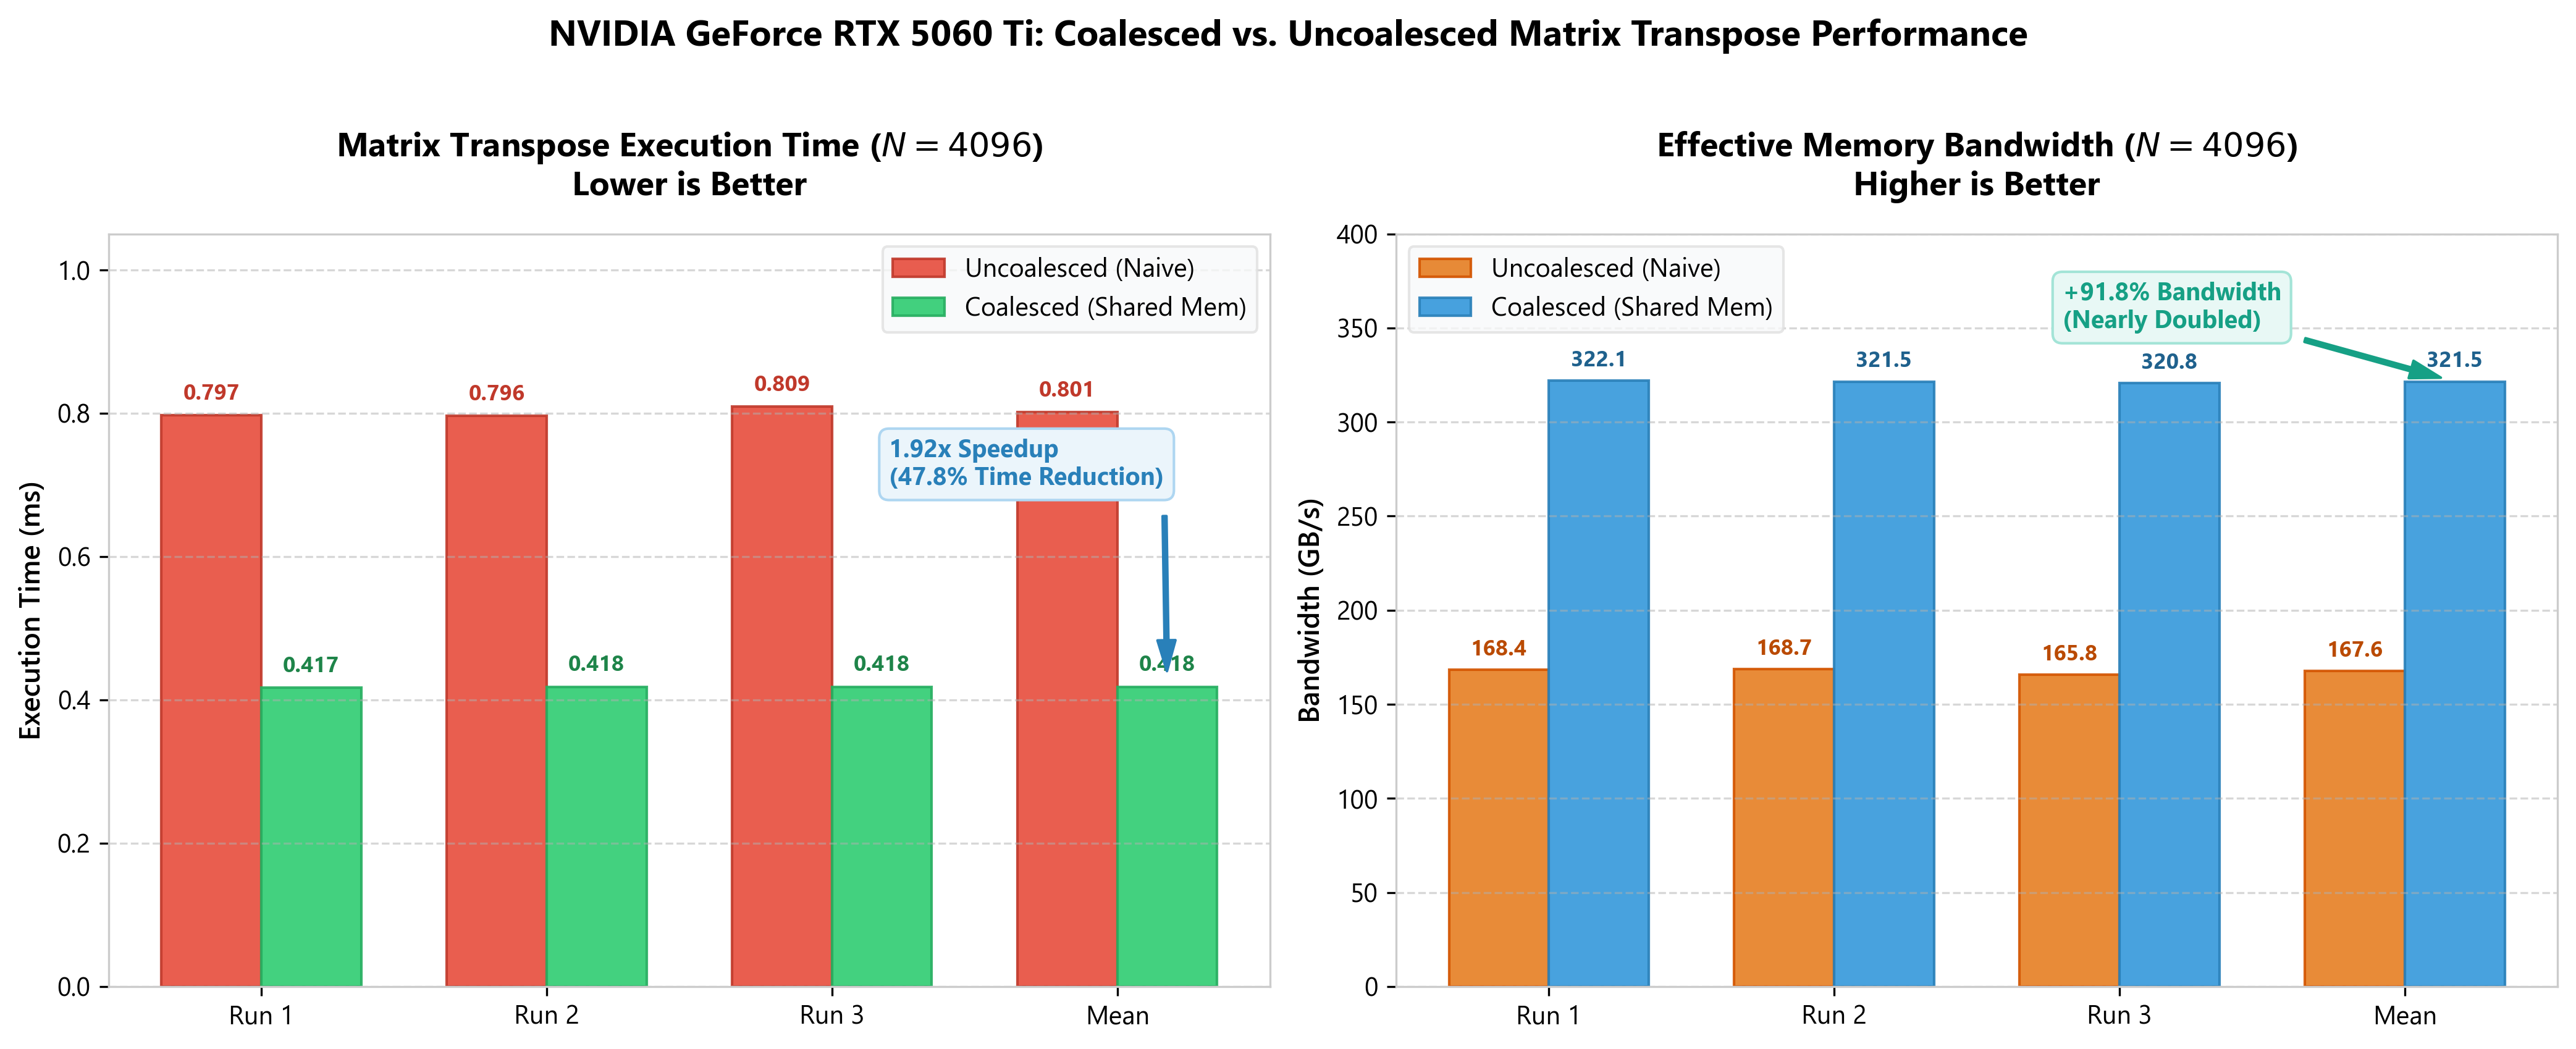 NVIDIA GeForce RTX 5060 Ti: Coalesced vs. Uncoalesced Matrix Transpose Performance
Matrix Transpose Execution Time (N = 4096)
Lower is Better
Execution Time (ms)
1.0
0.8
0.6
0.4
0.2
0.0
Uncoalesced (Naive)
Coalesced (Shared Mem)
0.797
0.417
0.796
0.418
0.809
0.418
0.801
0.418
1.92x Speedup
(47.8% Time Reduction)
Run 1
Run 2
Run 3
Mean
Effective Memory Bandwidth (N = 4096)
Higher is Better
Bandwidth (GB/s)
400
350
300
250
200
150
100
50
0
Uncoalesced (Naive)
Coalesced (Shared Mem)
+91.8% Bandwidth
(Nearly Doubled)
168.4
322.1
168.7
321.5
165.8
320.8
167.6
321.5
Run 1
Run 2
Run 3
Mean